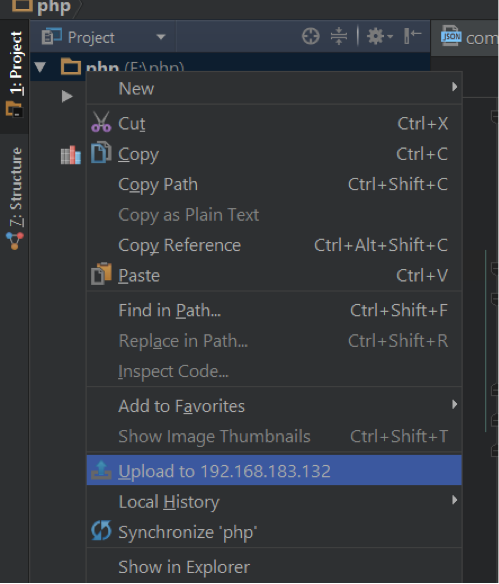 php
1: Project
7: Structure
Project
com
php (E:\php)
New
Cut Ctrl+X
Copy Ctrl+C
Copy Path Ctrl+Shift+C
Copy as Plain Text
Copy Reference Ctrl+Alt+Shift+C
Paste Ctrl+V
Find in Path... Ctrl+Shift+F
Replace in Path... Ctrl+Shift+R
Inspect Code...
Add to Favorites
Show Image Thumbnails Ctrl+Shift+T
Upload to 192.168.183.132
Local History
Synchronize 'php'
Show in Explorer